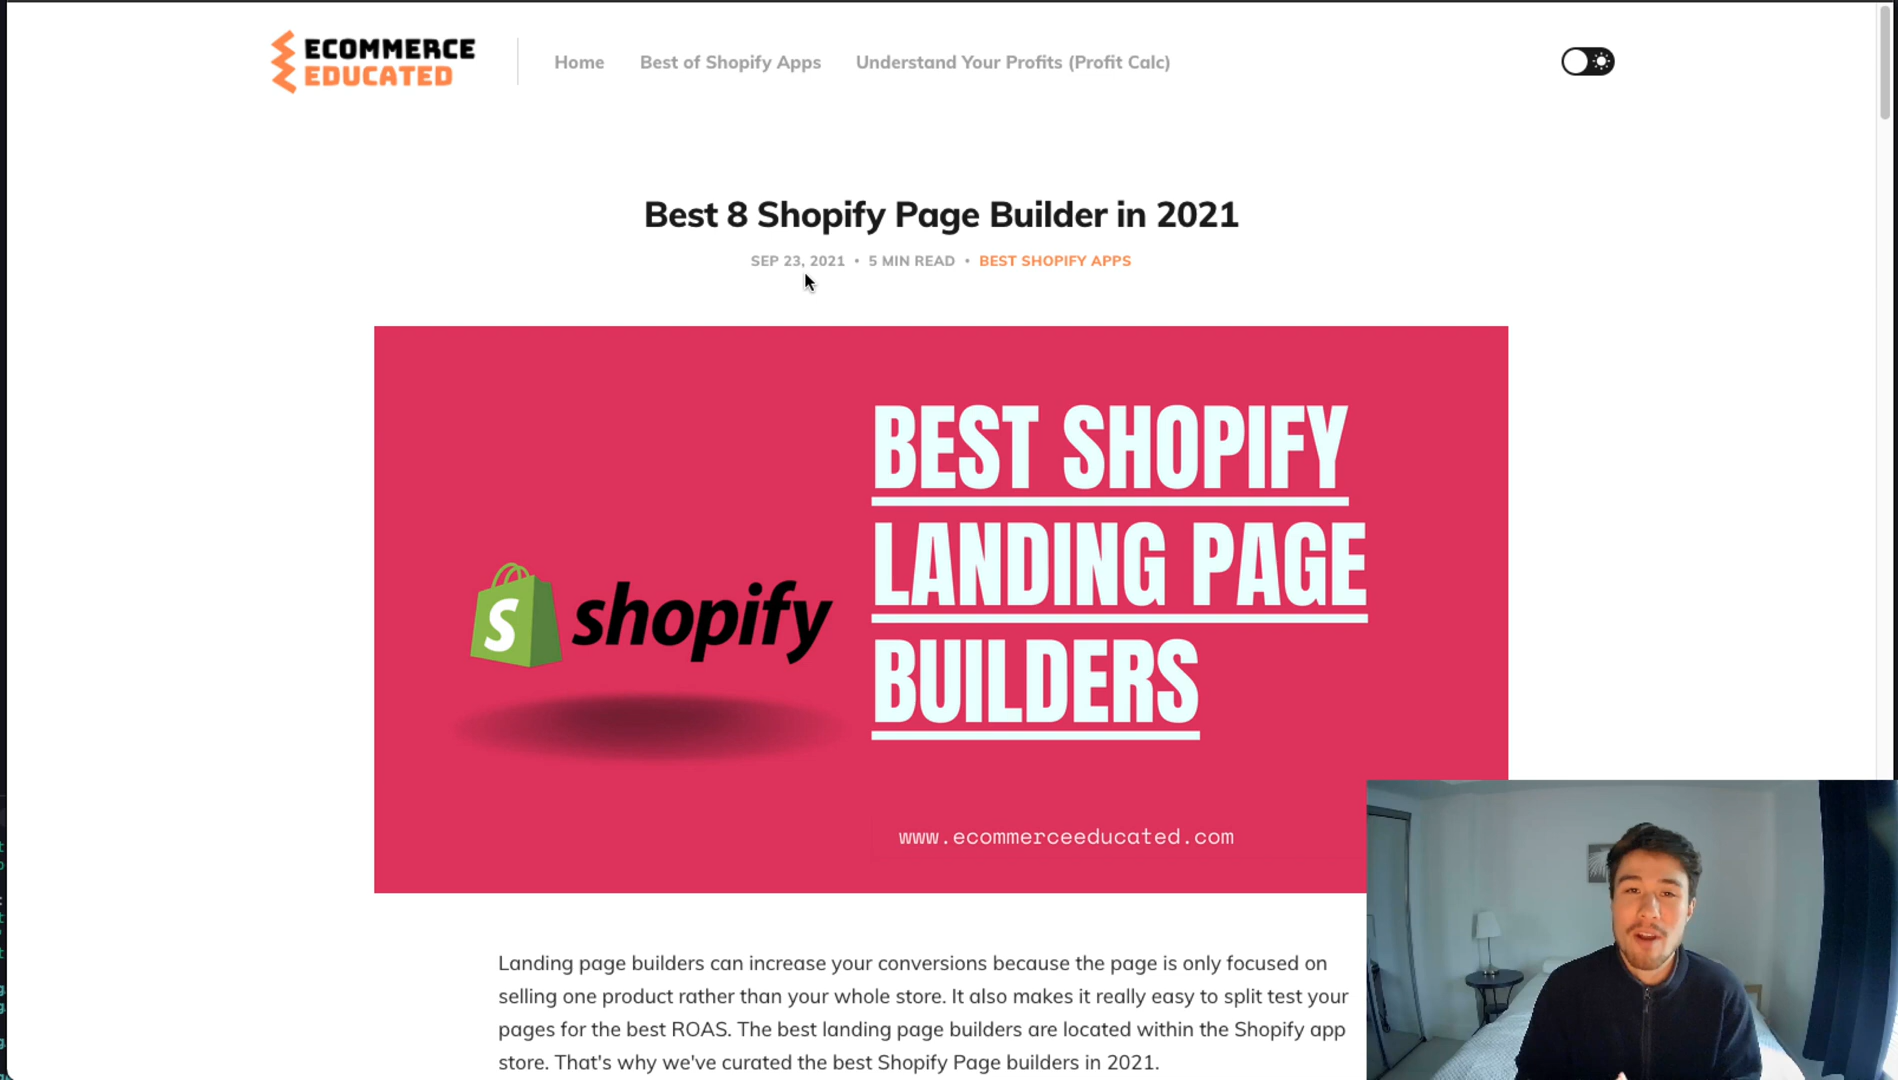 ECOMMERCE
EDUCATED
Home
Best of Shopify Apps
Understand Your Profits (Profit Calc)
Best 8 Shopify Page Builder in 2021
SEP 23, 2021 • 5 MIN READ • BEST SHOPIFY APPS
BEST SHOPIFY
LANDING PAGE
BUILDERS
S shopify
www.ecommerceeducated.com
Landing page builders can increase your conversions because the page is only focused on
selling one product rather than your whole store. It also makes it really easy to split test your
pages for the best ROAS. The best landing page builders are located within the Shopify app
store. That's why we've curated the best Shopify Page builders in 2021.